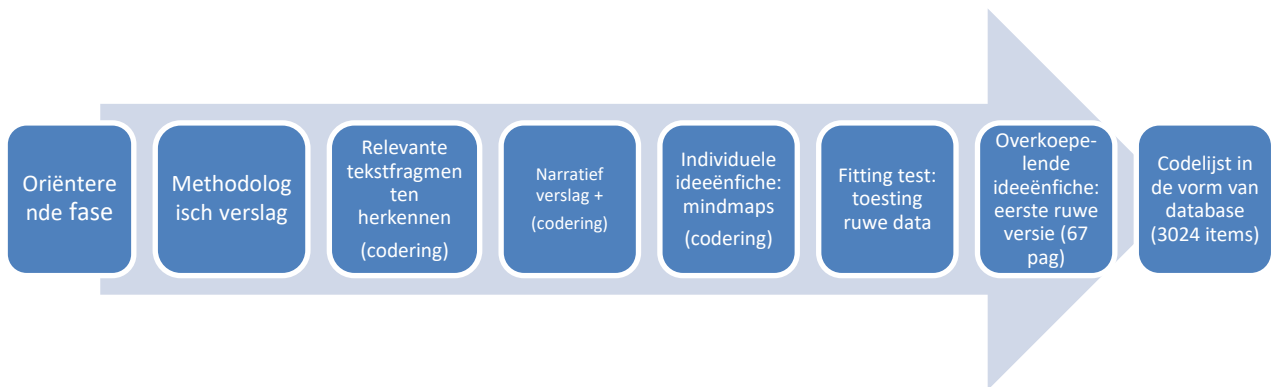 Oriëntere
nde fase
Methodolog
isch verslag
Relevante
tekstfragmen
ten
herkennen
(codering)
Narratief
verslag +
(codering)
Individuele
ideeënfiche:
mindmaps
(codering)
Fitting test:
toesting
ruwe data
Overkoepe-
lende
ideeënfiche:
eerste ruwe
versie (67
pag)
Codelijst in
de vorm van
database
(3024 items)